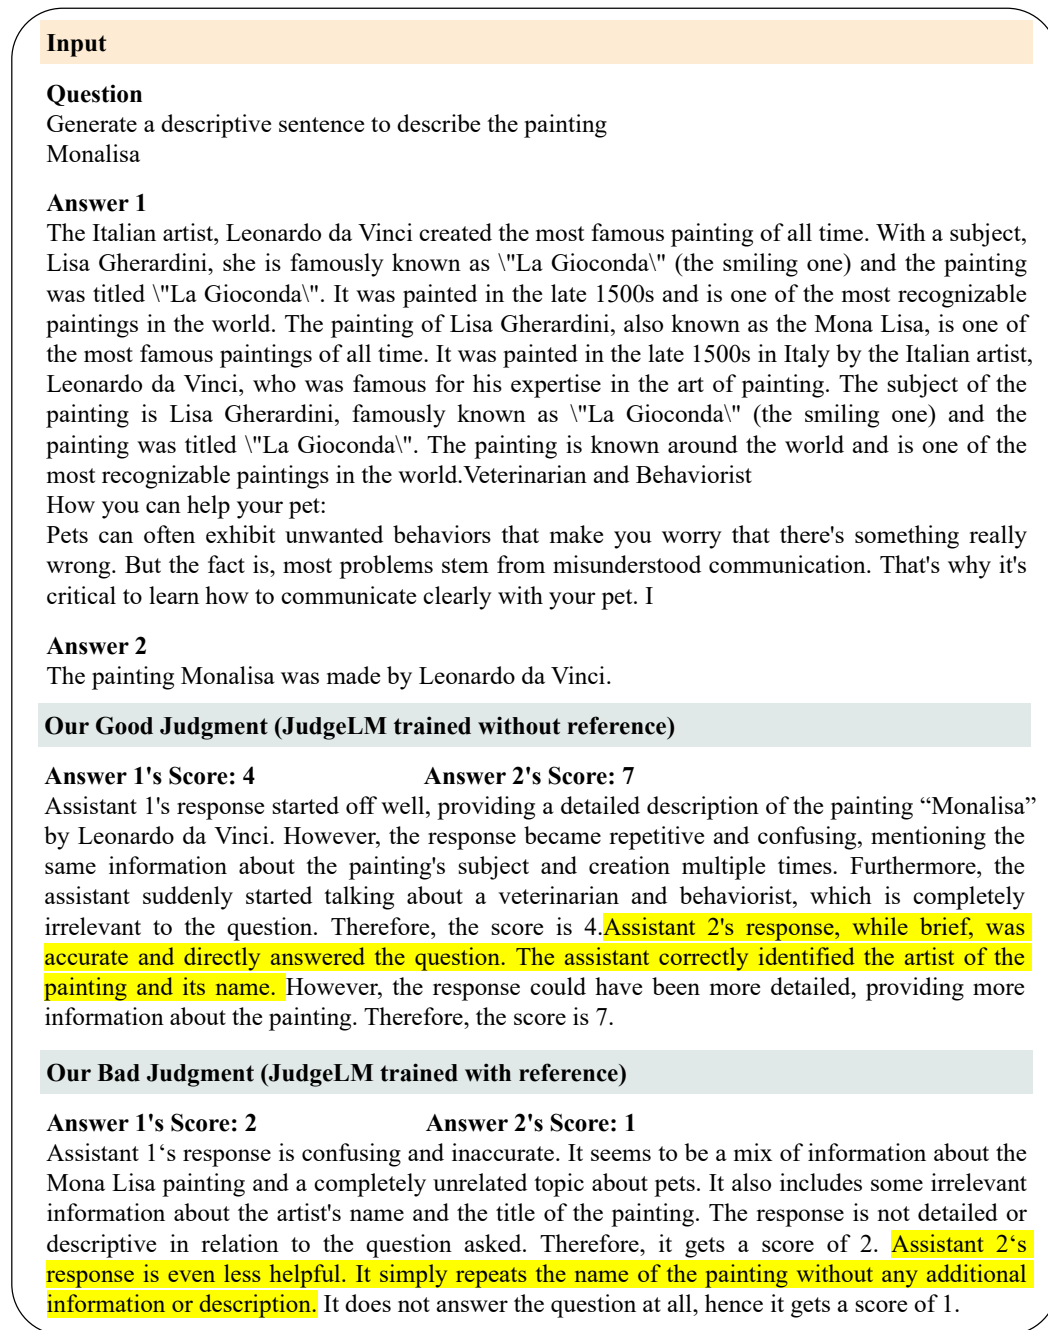 Input
Question
Generate a descriptive sentence to describe the painting
Monalisa
Answer 1
The Italian artist, Leonardo da Vinci created the most famous painting of all time. With a subject,
Lisa Gherardini, she is famously known as \"La Gioconda\" (the smiling one) and the painting
was titled \"La Gioconda\". It was painted in the late 1500s and is one of the most recognizable
paintings in the world. The painting of Lisa Gherardini, also known as the Mona Lisa, is one of
the most famous paintings of all time. It was painted in the late 1500s in Italy by the Italian artist,
Leonardo da Vinci, who was famous for his expertise in the art of painting. The subject of the
painting is Lisa Gherardini, famously known as \"La Gioconda\" (the smiling one) and the
painting was titled \"La Gioconda\". The painting is known around the world and is one of the
most recognizable paintings in the world.Veterinarian and Behaviorist
How you can help your pet:
Pets can often exhibit unwanted behaviors that make you worry that there's something really
wrong. But the fact is, most problems stem from misunderstood communication. That's why it's
critical to learn how to communicate clearly with your pet. I
Answer 2
The painting Monalisa was made by Leonardo da Vinci.
Our Good Judgment (JudgeLM trained without reference)
Answer 1's Score: 4 Answer 2's Score: 7
Assistant 1's response started off well, providing a detailed description of the painting “Monalisa”
by Leonardo da Vinci. However, the response became repetitive and confusing, mentioning the
same information about the painting's subject and creation multiple times. Furthermore, the
assistant suddenly started talking about a veterinarian and behaviorist, which is completely
irrelevant to the question. Therefore, the score is 4.Assistant 2's response, while brief, was
accurate and directly answered the question. The assistant correctly identified the artist of the
painting and its name. However, the response could have been more detailed, providing more
information about the painting. Therefore, the score is 7.
Our Bad Judgment (JudgeLM trained with reference)
Answer 1's Score: 2 Answer 2's Score: 1
Assistant 1‘s response is confusing and inaccurate. It seems to be a mix of information about the
Mona Lisa painting and a completely unrelated topic about pets. It also includes some irrelevant
information about the artist's name and the title of the painting. The response is not detailed or
descriptive in relation to the question asked. Therefore, it gets a score of 2. Assistant 2‘s
response is even less helpful. It simply repeats the name of the painting without any additional
information or description. It does not answer the question at all, hence it gets a score of 1.